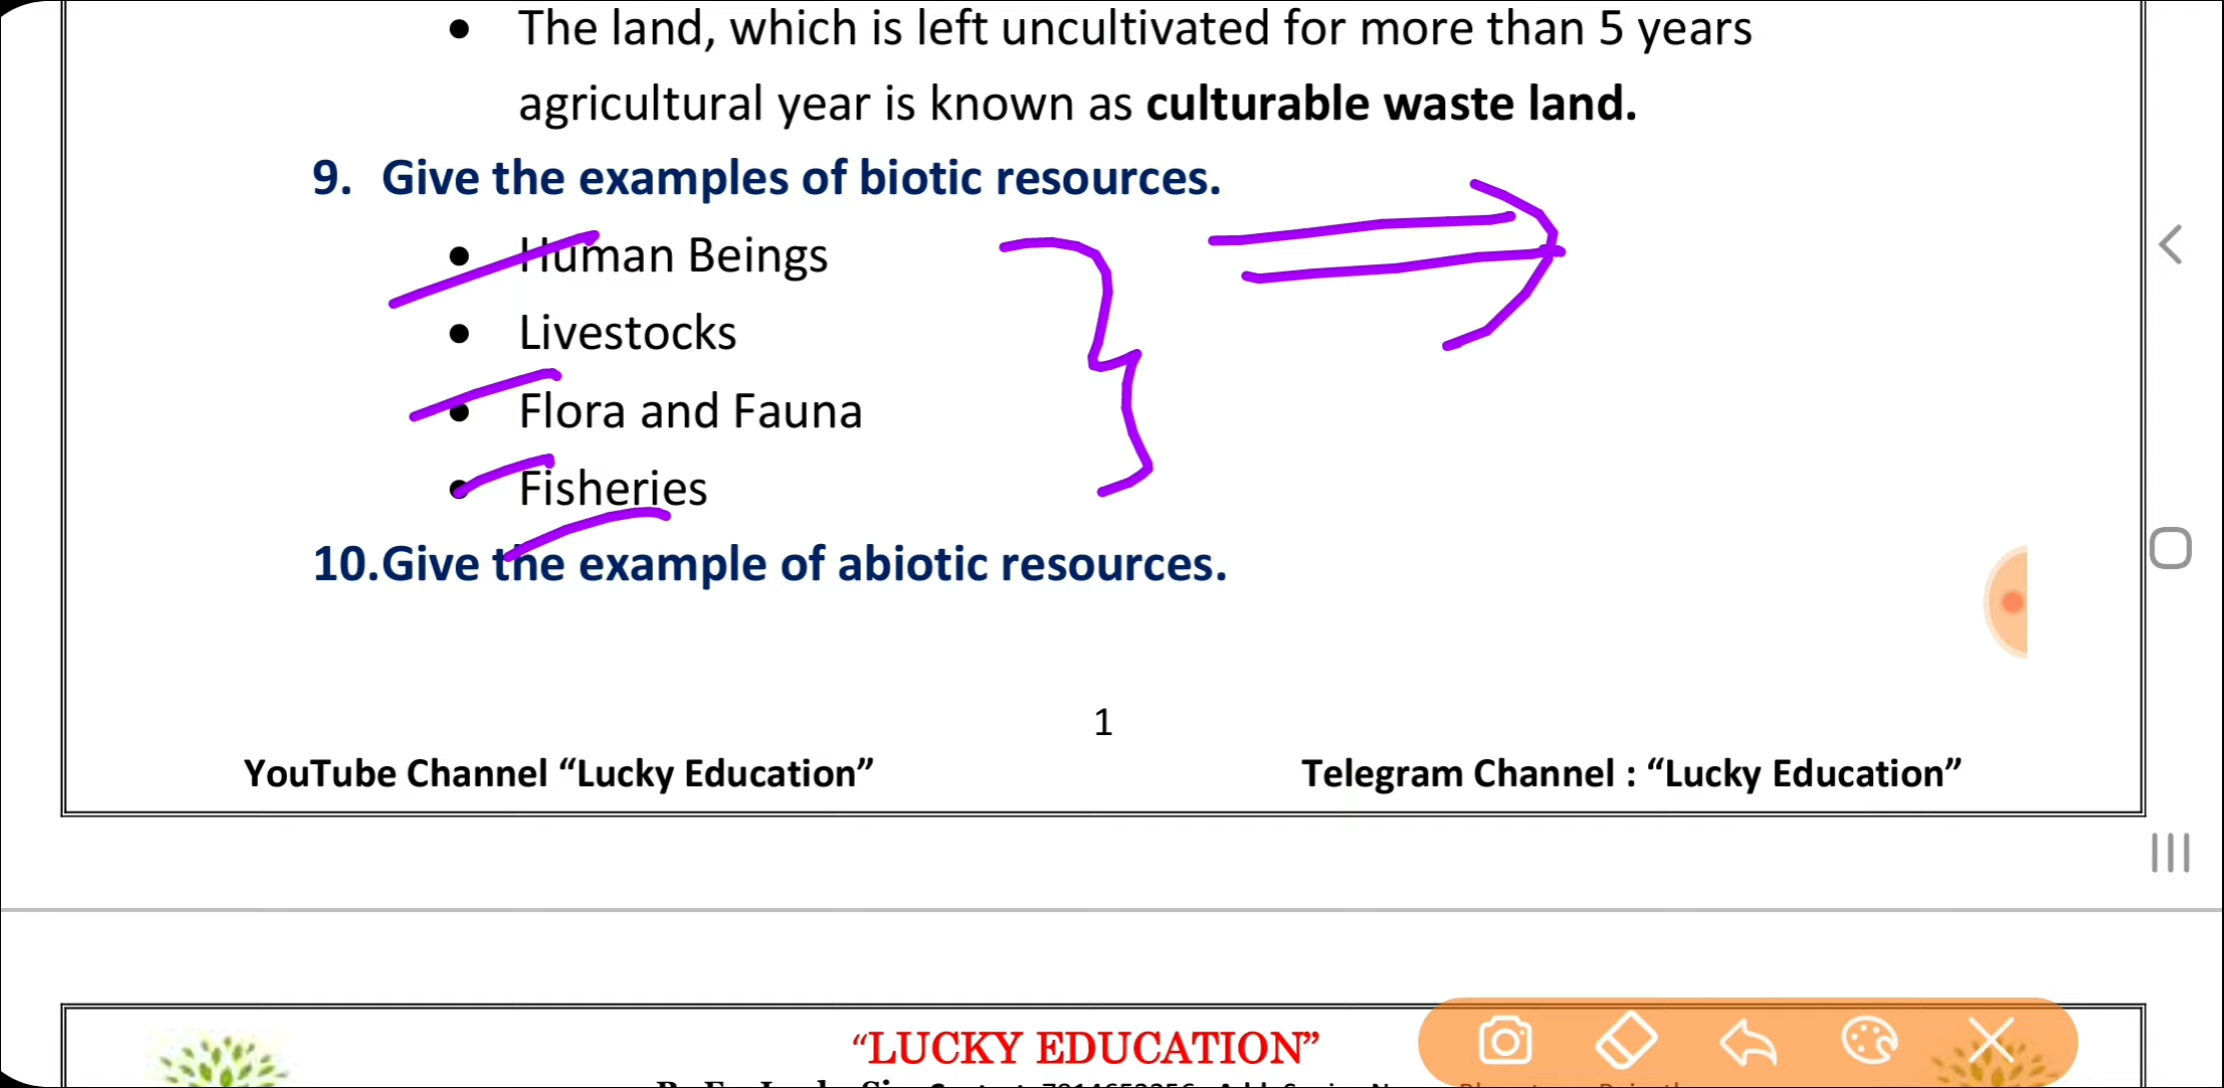 • The land, which is left uncultivated for more than 5 years
agricultural year is known as culturable waste land.
9. Give the examples of biotic resources.
• Human Beings
• Livestocks
• Flora and Fauna
• Fisheries
10.Give the example of abiotic resources.
1
YouTube Channel “Lucky Education” Telegram Channel : “Lucky Education”
“LUCKY EDUCATION”